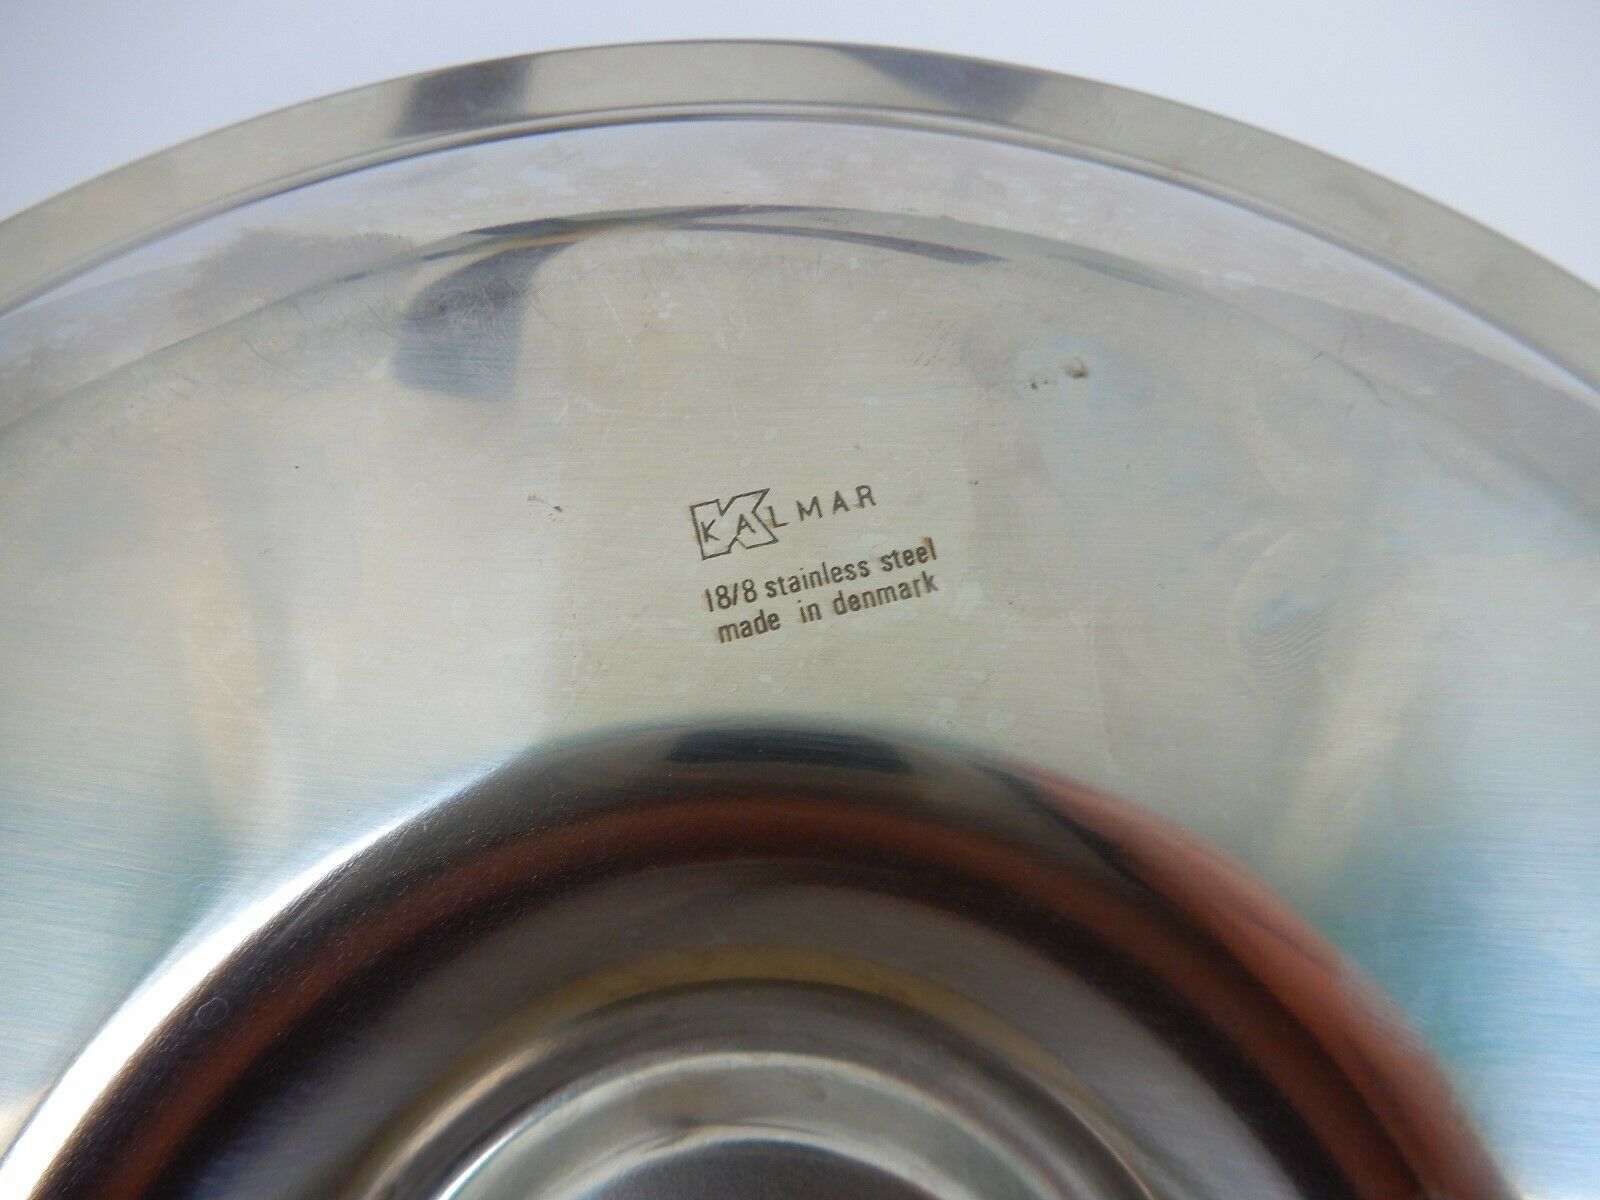 KALMAR
18/8 stainless steel
made in denmark